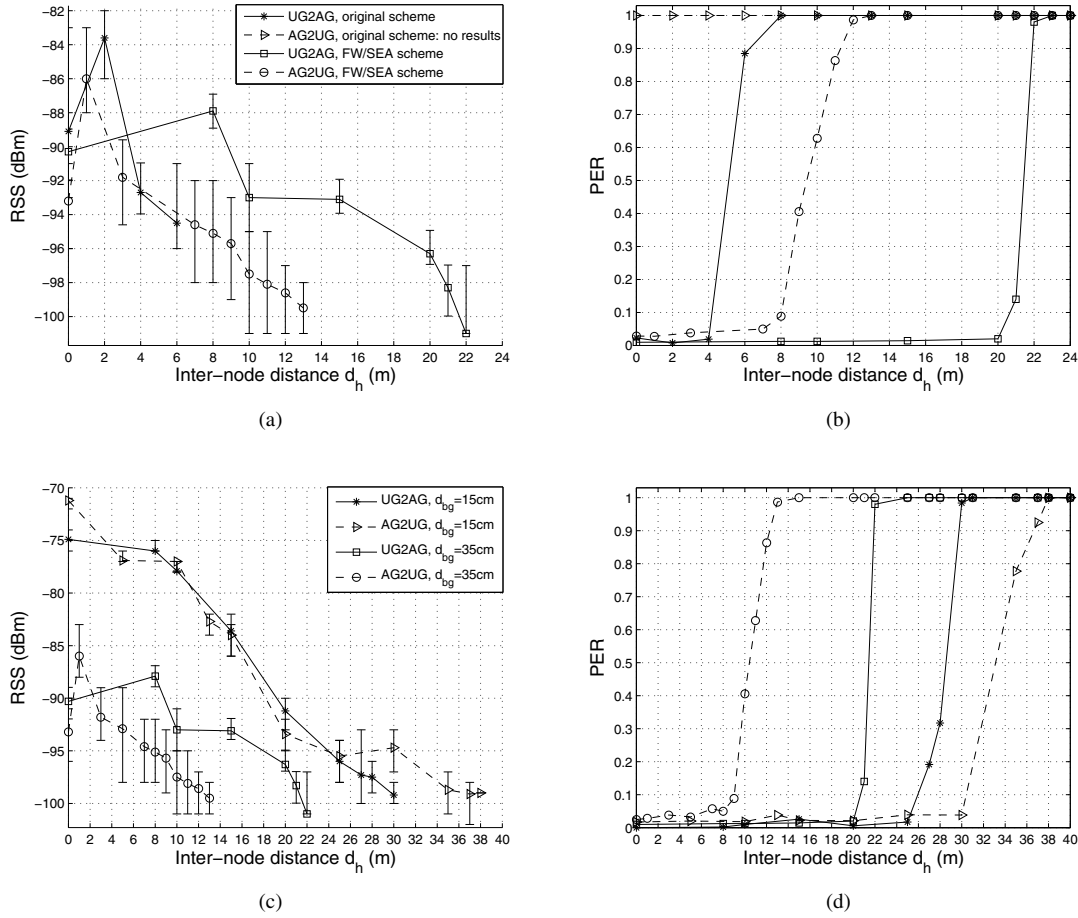 −82
−84
−86
−88
−90
−92
−94
−96
−98
−100
RSS (dBm)
0 2 4 6 8 10 12 14 16 18 20 22 24
Inter−node distance d_h (m)
UG2AG, original scheme
AG2UG, original scheme: no results
UG2AG, FW/SEA scheme
AG2UG, FW/SEA scheme
(a)
1
0.9
0.8
0.7
0.6
0.5
0.4
0.3
0.2
0.1
0
PER
0 2 4 6 8 10 12 14 16 18 20 22 24
Inter−node distance d_h (m)
(b)
−70
−75
−80
−85
−90
−95
−100
RSS (dBm)
0 2 4 6 8 10 12 14 16 18 20 22 24 26 28 30 32 34 36 38 40
Inter−node distance d_h (m)
UG2AG, d_bg=15cm
AG2UG, d_bg=15cm
UG2AG, d_bg=35cm
AG2UG, d_bg=35cm
(c)
1
0.9
0.8
0.7
0.6
0.5
0.4
0.3
0.2
0.1
0
PER
0 2 4 6 8 10 12 14 16 18 20 22 24 26 28 30 32 34 36 38 40
Inter−node distance d_h (m)
(d)